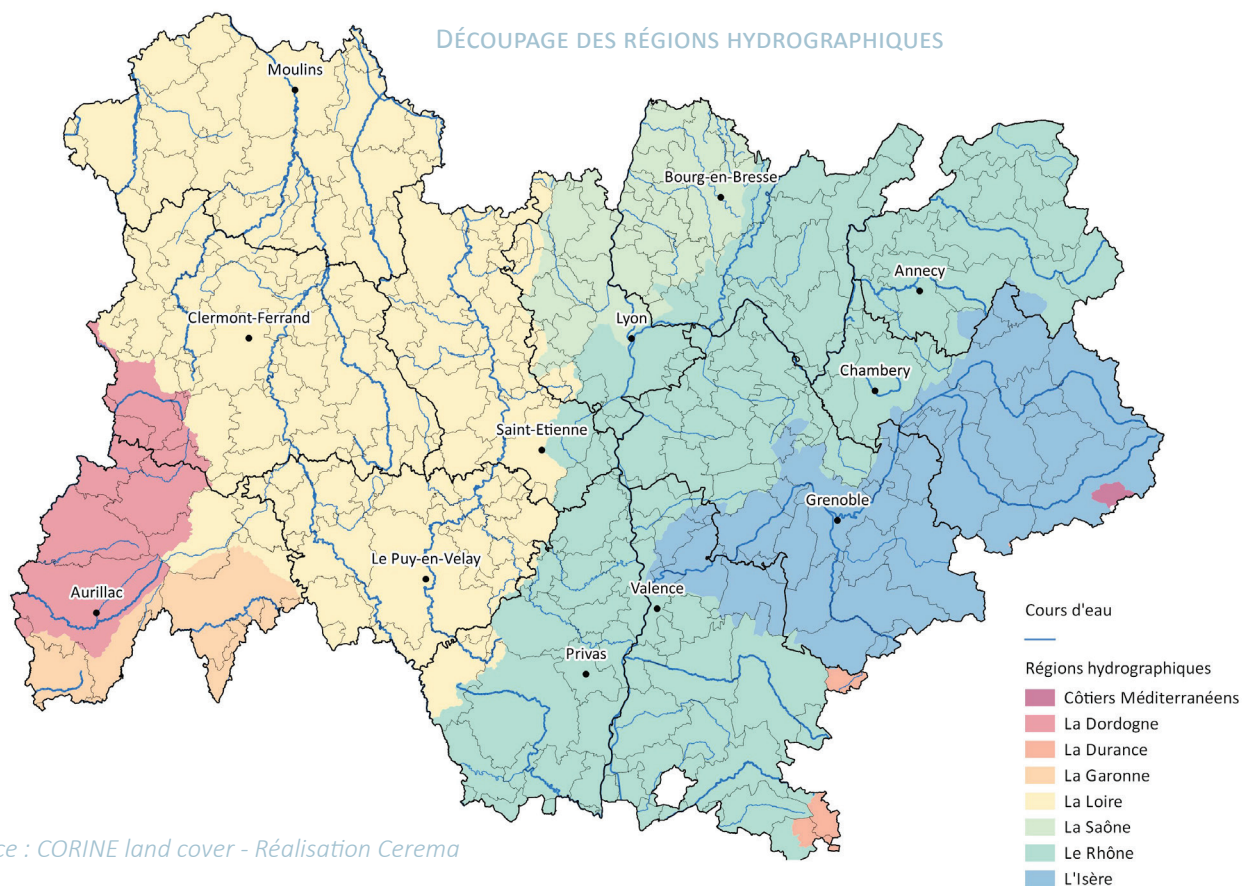 DÉCOUPAGE DES RÉGIONS HYDROGRAPHIQUES
Moulins
Bourg-en-Bresse
Annecy
Clermont-Ferrand
Lyon
Chambery
Saint-Etienne
Grenoble
Le Puy-en-Velay
Aurillac
Valence
Privas
Cours d'eau
Régions hydrographiques
Côtiers Méditerranéens
La Dordogne
La Durance
La Garonne
La Loire
La Saône
Le Rhône
L'Isère
ce : CORINE land cover - Réalisation Cerema